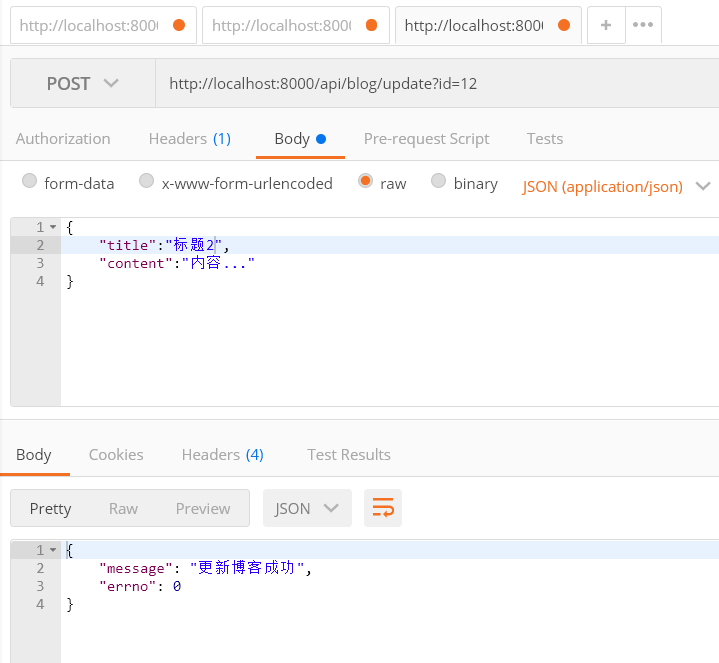 http://localhost:800 http://localhost:800 http://localhost:800 + •••
POST http://localhost:8000/api/blog/update?id=12
Authorization Headers (1) Body Pre-request Script Tests
form-data x-www-form-urlencoded raw binary JSON (application/json)
1 {
2 "title":"标题2",
3 "content":"内容..."
4 }
Body Cookies Headers (4) Test Results
Pretty Raw Preview JSON
1 {
2 "message": "更新博客成功",
3 "errno": 0
4 }